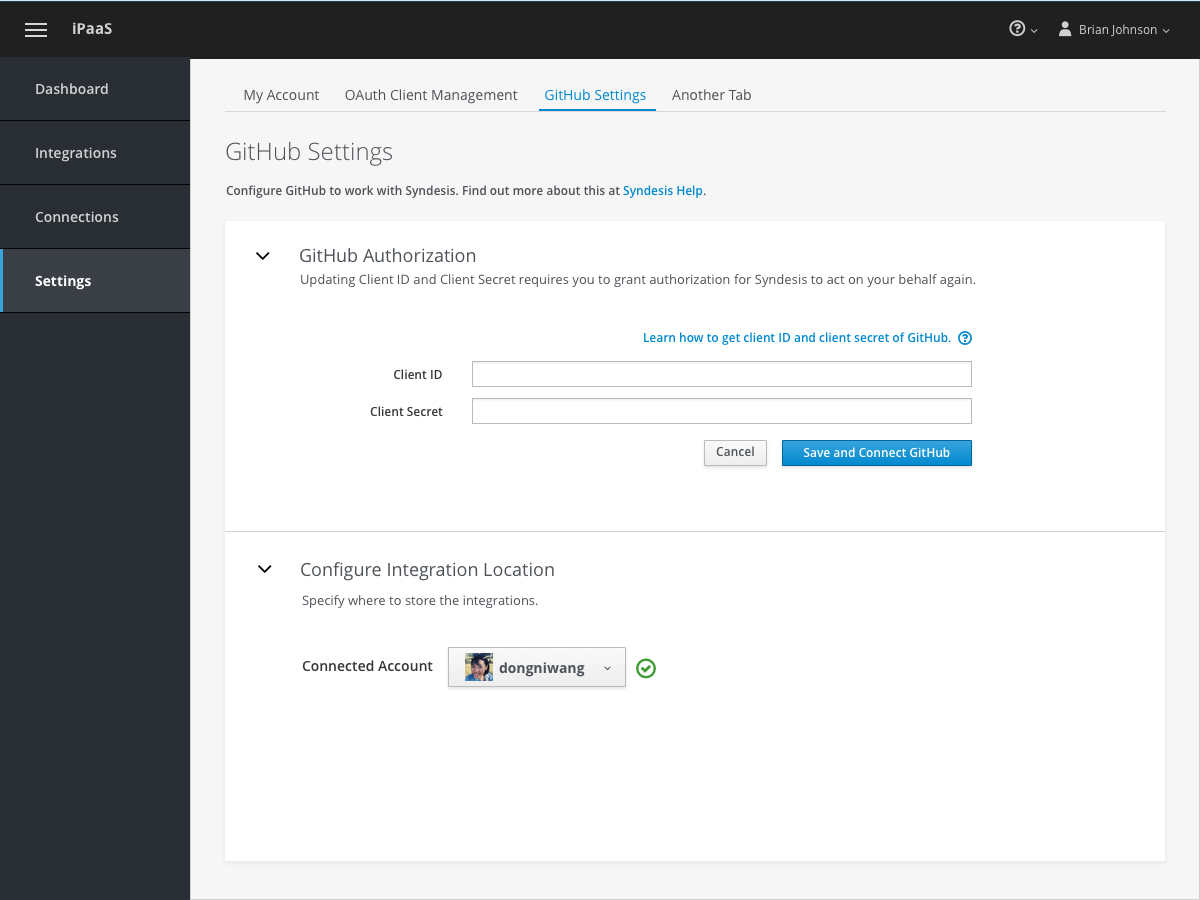 iPaaS
Brian Johnson
Dashboard
Integrations
Connections
Settings
My Account OAuth Client Management GitHub Settings Another Tab
GitHub Settings
Configure GitHub to work with Syndesis. Find out more about this at Syndesis Help.
GitHub Authorization
Updating Client ID and Client Secret requires you to grant authorization for Syndesis to act on your behalf again.
Learn how to get client ID and client secret of GitHub.
Client ID
Client Secret
Cancel Save and Connect GitHub
Configure Integration Location
Specify where to store the integrations.
Connected Account dongniwang